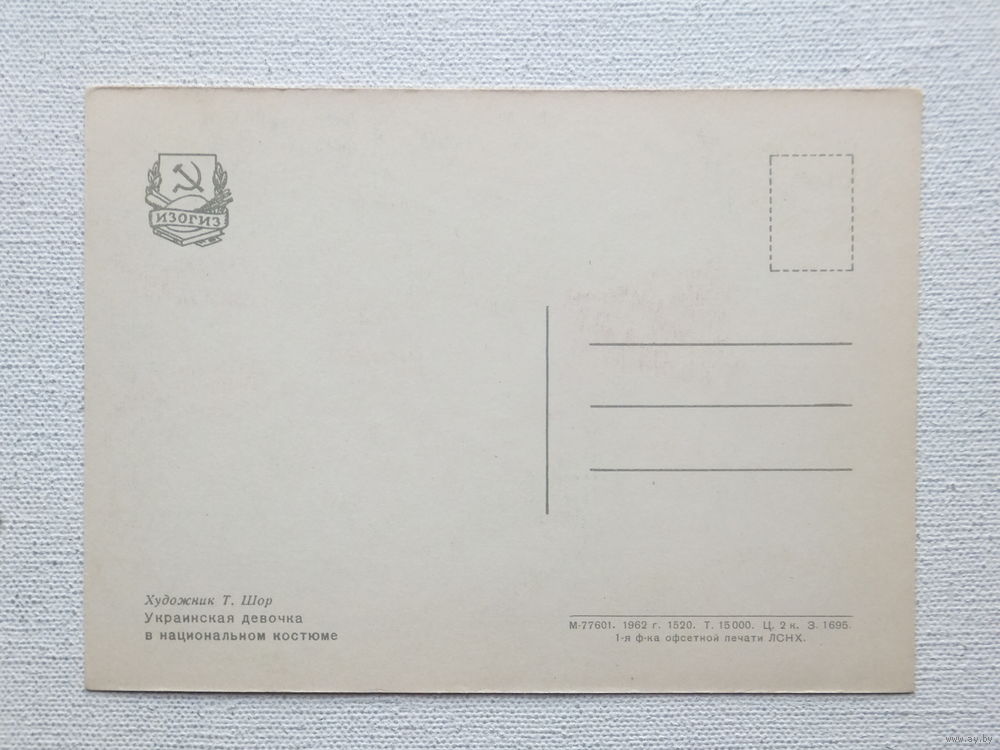 ИЗОГИЗ
Художник Т. Шор
Украинская девочка
в национальном костюме
М-77601. 1962 г. 1520. Т. 15000. Ц. 2 к. З. 1695.
1-я ф-ка офсетной печати ЛСНХ.
www.ay.by